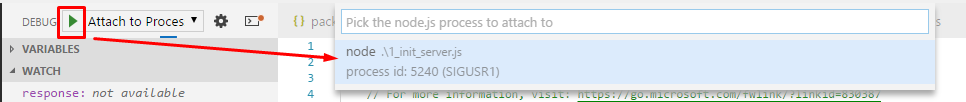 DEBUG Attach to Proces
VARIABLES
WATCH
response: not available
{} pack
1
2
3
4
Pick the node.js process to attach to
node .\1_init_server.js
process id: 5240 (SIGUSR1)
// For more information, visit: https://go.microsoft.com/fwlink/?linkid=830387